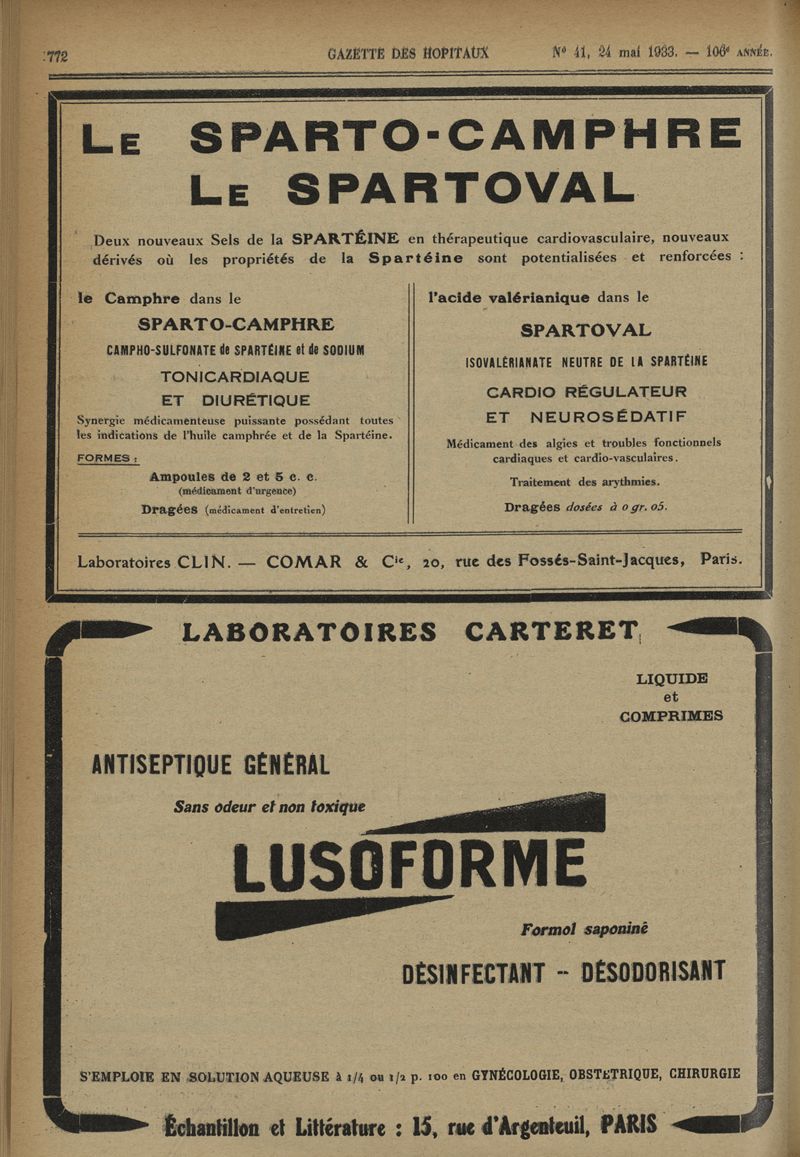 772 GAZETTE DES HOPITAUX Nº 41, 24 mai 1933. — 106e ANNÉE.
LE SPARTO-CAMPHRE
LE SPARTOVAL
Deux nouveaux Sels de la SPARTÉINE en thérapeutique cardiovasculaire, nouveaux
dérivés où les propriétés de la Spartéine sont potentialisées et renforcées :
le Camphre dans le
SPARTO-CAMPHRE
CAMPHO-SULFONATE de SPARTÉINE et de SODIUM
TONICARDIAQUE
ET DIURÉTIQUE
Synergie médicamenteuse puissante possédant toutes
les indications de l'huile camphrée et de la Spartéine.
FORMES :
Ampoules de 2 et 5 c. c.
(médicament d'urgence)
Dragées (médicament d'entretien)
l'acide valérianique dans le
SPARTOVAL
ISOVALÉRIANATE NEUTRE DE LA SPARTÉINE
CARDIO RÉGULATEUR
ET NEUROSÉDATIF
Médicament des algies et troubles fonctionnels
cardiaques et cardio-vasculaires.
Traitement des arythmies.
Dragées dosées à 0 gr. 05.
Laboratoires CLIN. — COMAR & Cie, 20, rue des Fossés-Saint-Jacques, Paris.
LABORATOIRES CARTERET
LIQUIDE
et
COMPRIMES
ANTISEPTIQUE GÉNÉRAL
Sans odeur et non toxique
LUSOFORME
Formol saponiné
DÉSINFECTANT -- DÉSODORISANT
S'EMPLOIE EN SOLUTION AQUEUSE à 1/4 ou 1/2 p. 100 en GYNÉCOLOGIE, OBSTETRIQUE, CHIRURGIE
Échantillon et Littérature : 15, rue d'Argenteuil, PARIS